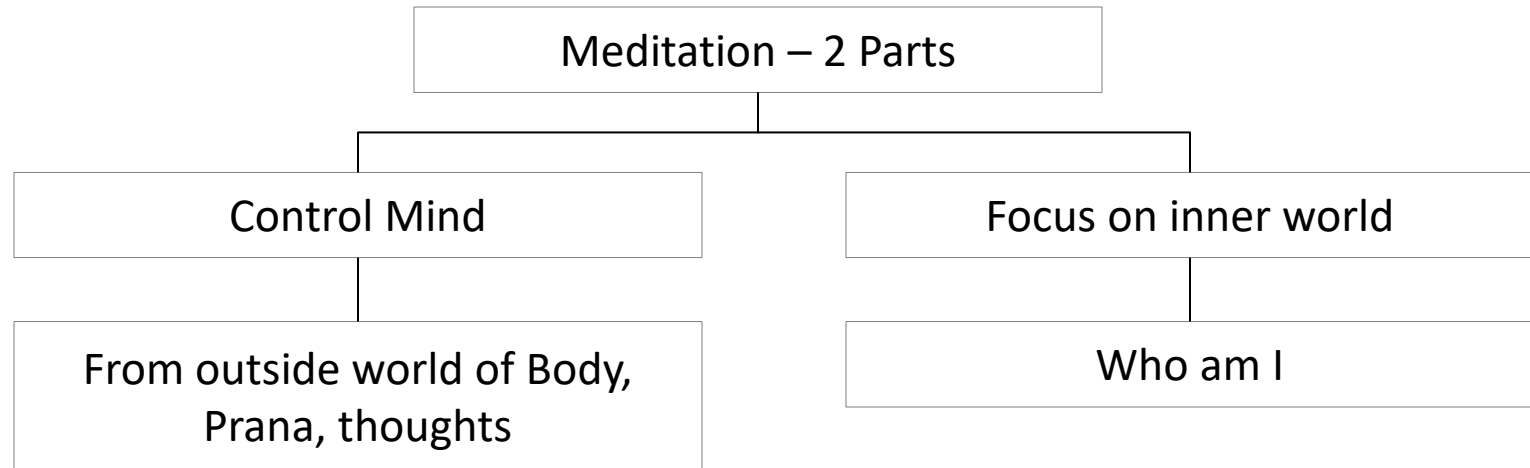 Meditation – 2 Parts
Control Mind
Focus on inner world
From outside world of Body,
Prana, thoughts
Who am I